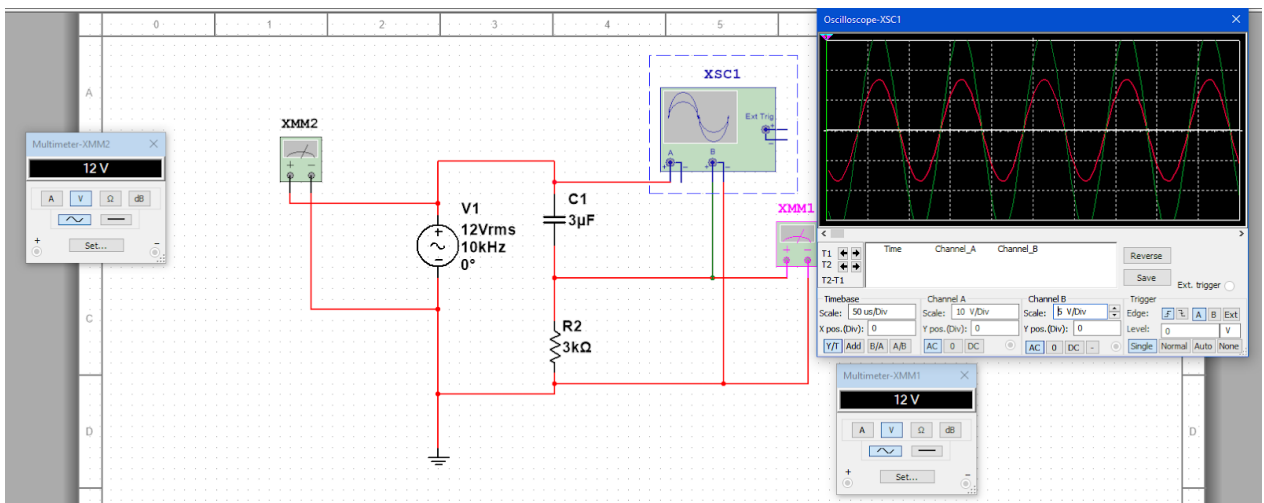 0 1 2 3 4
A
C
D
D
XMM2
Multimeter-XMM2
12 V
A V Ω dB
Set...
+ -
V1
12Vrms
10kHz
0°
C1
3µF
R2
3kΩ
XSC1
Ext Trig
A B
XMM1
Oscilloscope-XSC1
Time Channel_A Channel_B
T1
T2
T2-T1
Reverse
Save
Ext. trigger
Timebase Channel A Channel B Trigger
Scale: 50 us/Div Scale: 10 V/Div Scale: 5 V/Div Edge: A B Ext
X pos.(Div): 0 Y pos.(Div): 0 Y pos.(Div): 0 Level: 0 V
Y/T Add B/A A/B AC 0 DC AC 0 DC - Single Normal Auto None
Multimeter-XMM1
12 V
A V Ω dB
Set...
+ -